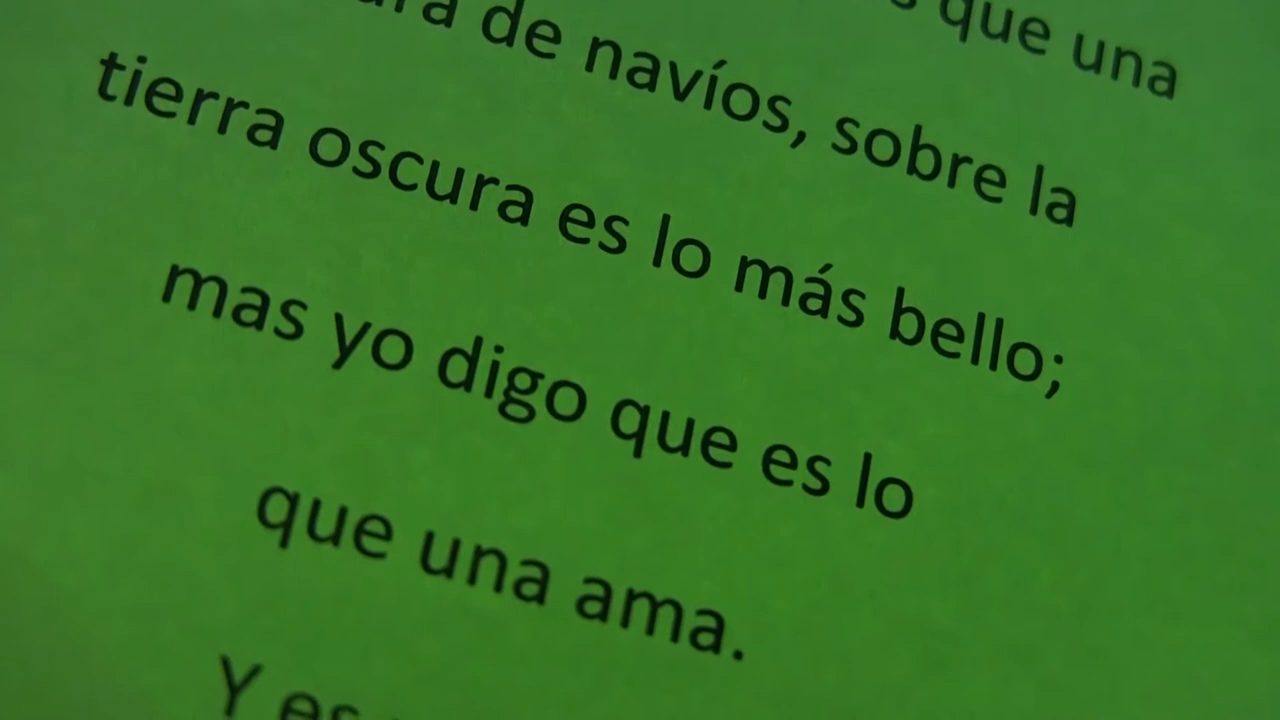 que una
de navíos, sobre la
tierra oscura es lo más bello;
mas yo digo que es lo
que una ama.
Y es